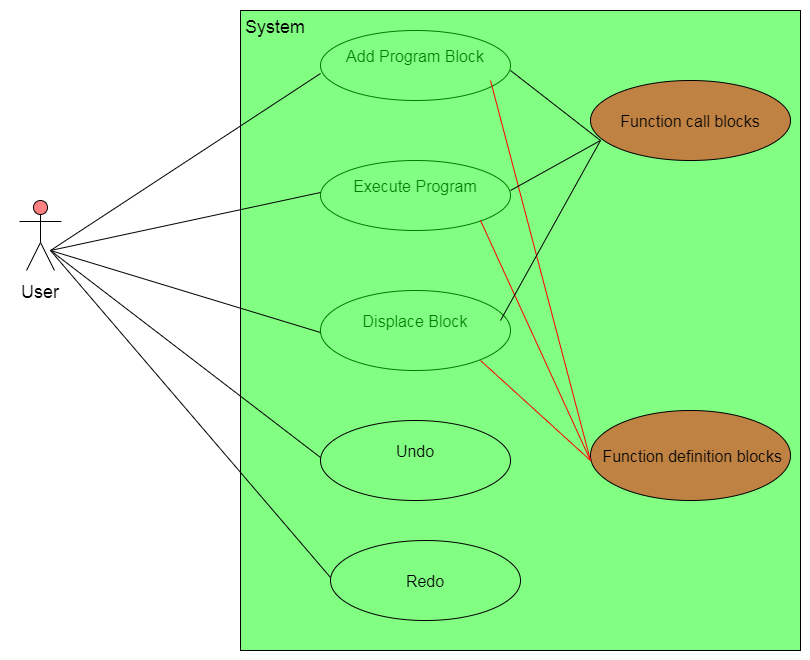 System
Add Program Block
Function call blocks
Execute Program
User
Displace Block
Undo
Function definition blocks
Redo